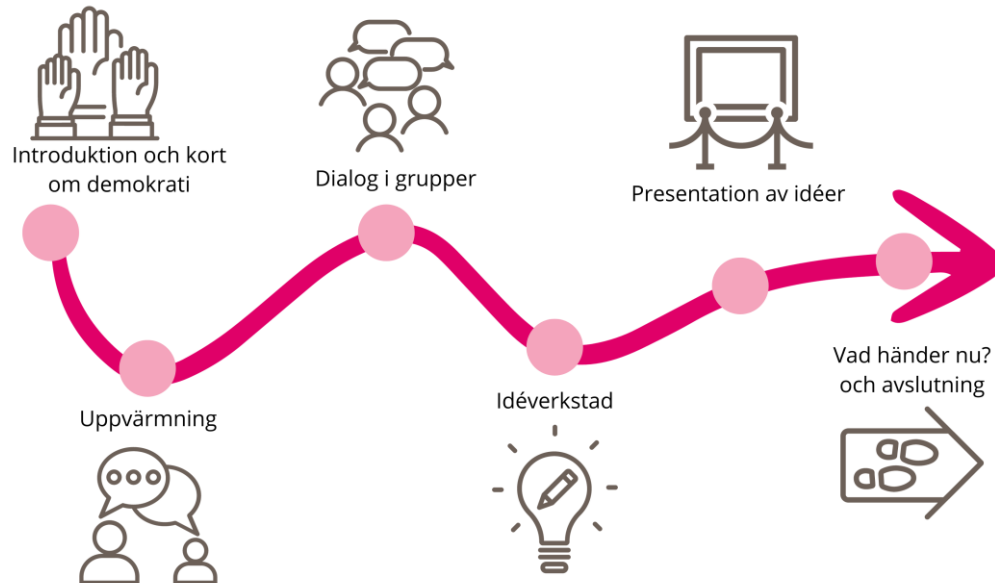 Introduktion och kort
om demokrati
Uppvärmning
Dialog i grupper
Idéverkstad
Presentation av idéer
Vad händer nu?
och avslutning